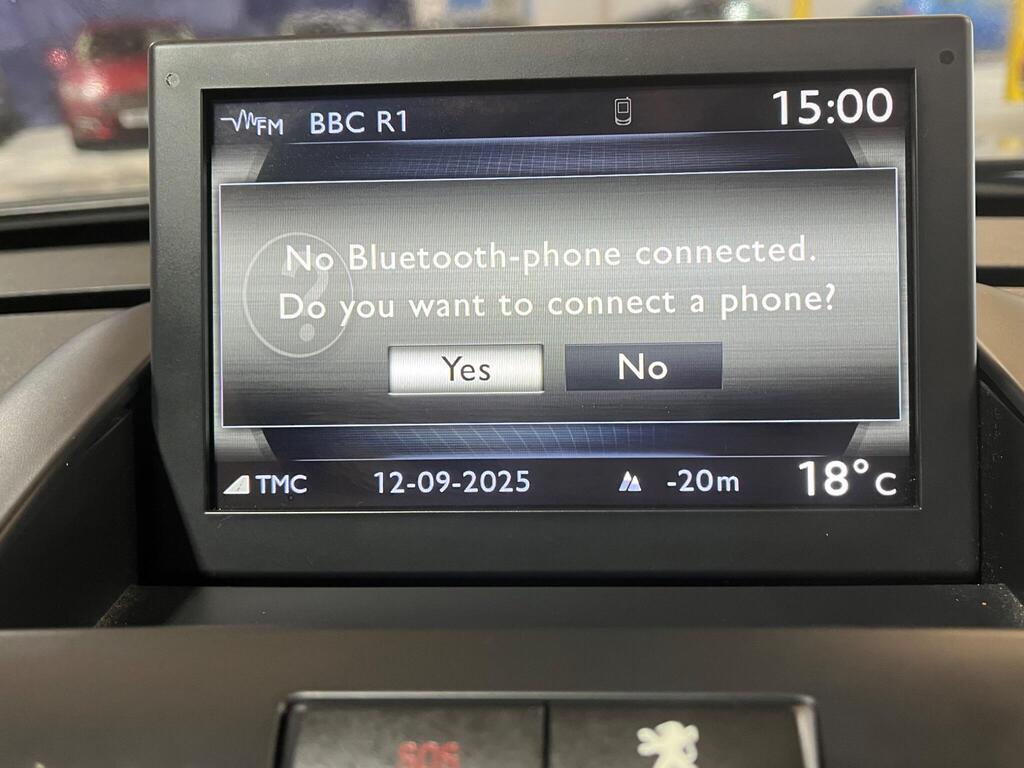 FM BBC R1 15:00
No Bluetooth-phone connected.
Do you want to connect a phone?
Yes No
TMC 12-09-2025 -20m 18°c
SOS